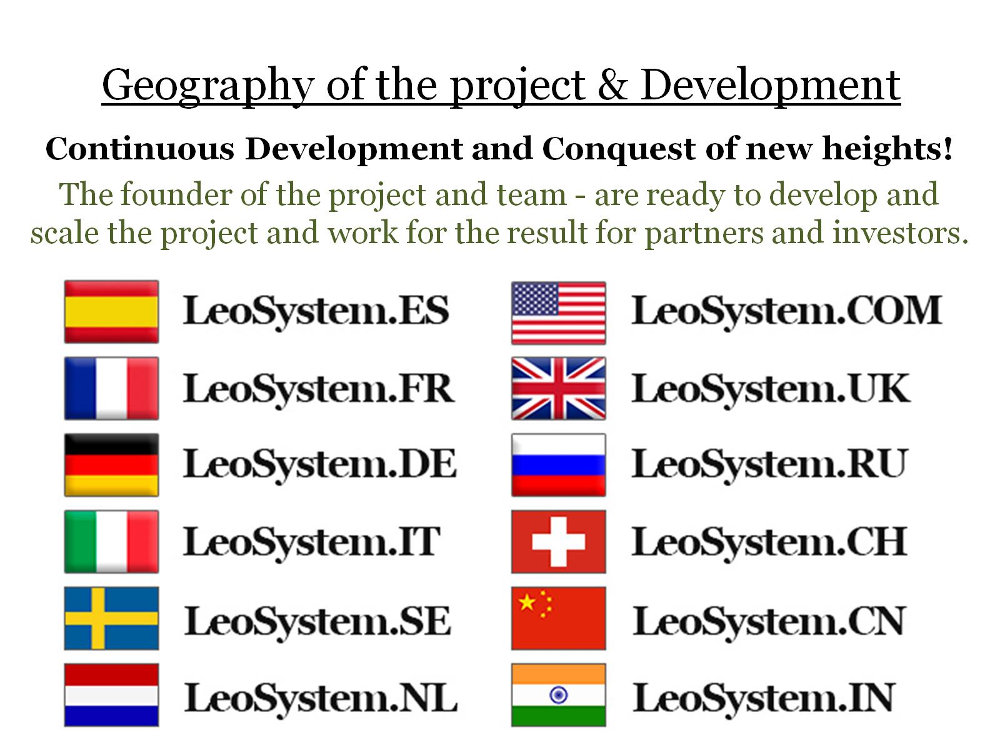 Geography of the project & Development
Continuous Development and Conquest of new heights!
The founder of the project and team - are ready to develop and
scale the project and work for the result for partners and investors.
LeoSystem.ES
LeoSystem.FR
LeoSystem.DE
LeoSystem.IT
LeoSystem.SE
LeoSystem.NL
LeoSystem.COM
LeoSystem.UK
LeoSystem.RU
LeoSystem.CH
LeoSystem.CN
LeoSystem.IN